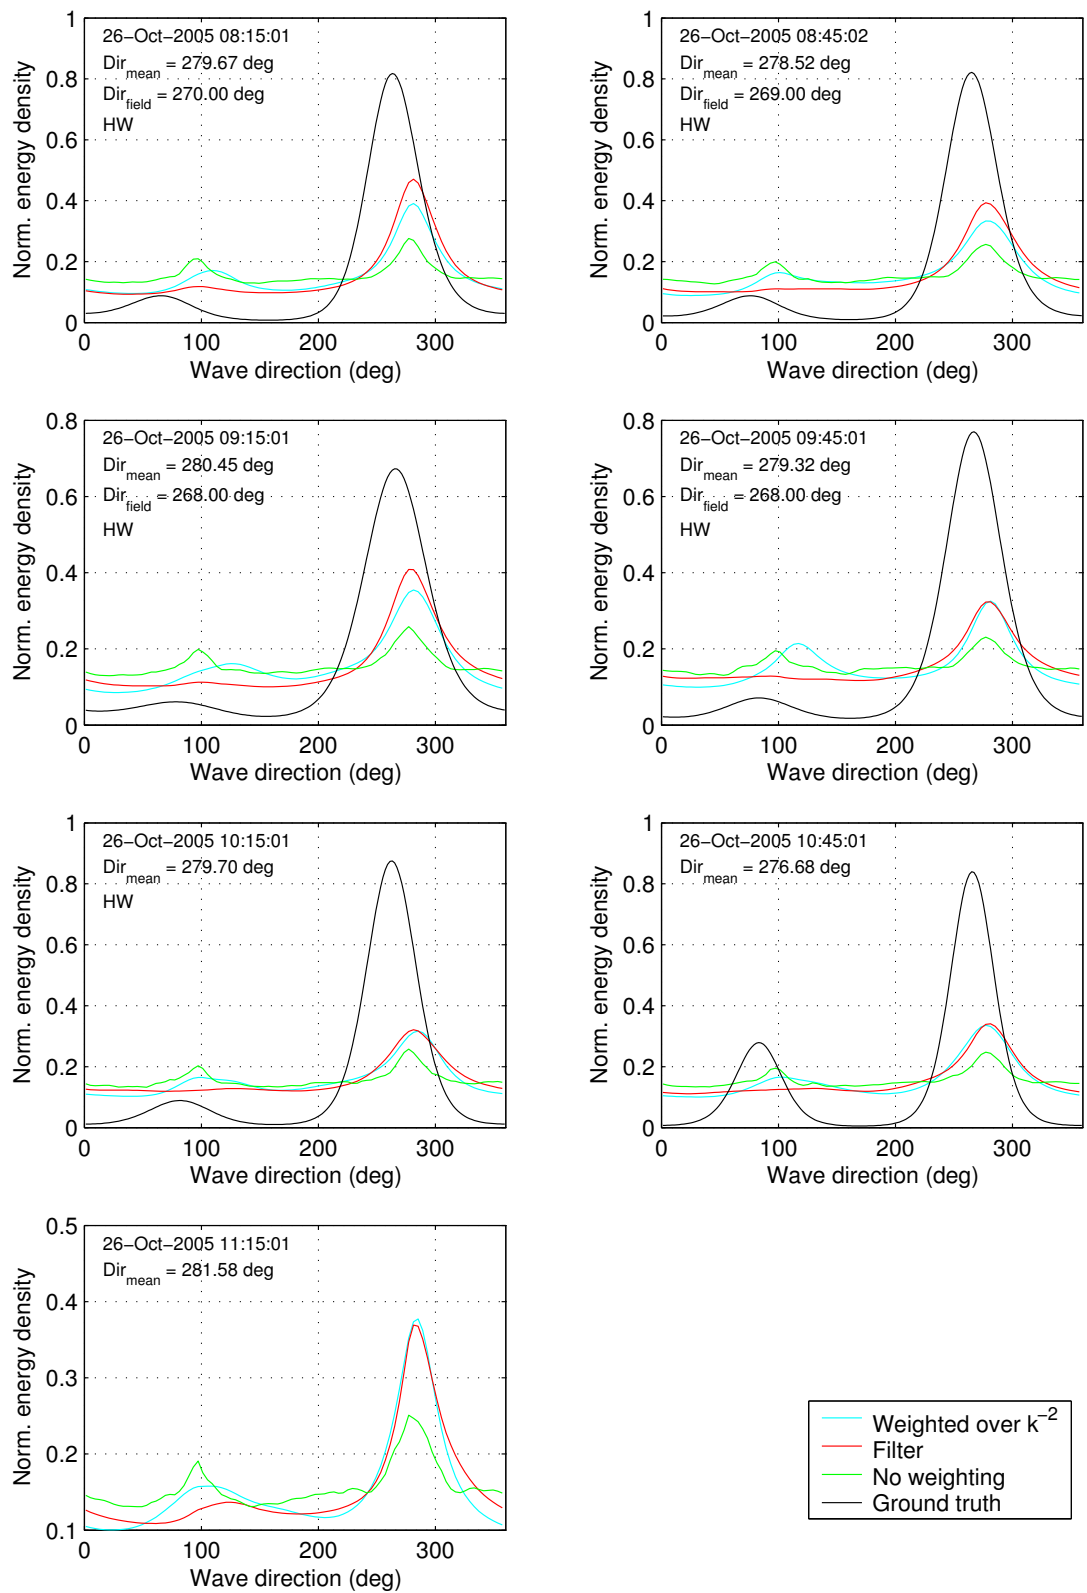 26-Oct-2005 08:15:01
Dir_mean = 279.67 deg
Dir_field = 270.00 deg
HW
Norm. energy density
0 0.2 0.4 0.6 0.8 1
0 100 200 300
Wave direction (deg)
26-Oct-2005 08:45:02
Dir_mean = 278.52 deg
Dir_field = 269.00 deg
HW
Norm. energy density
0 0.2 0.4 0.6 0.8 1
0 100 200 300
Wave direction (deg)
26-Oct-2005 09:15:01
Dir_mean = 280.45 deg
Dir_field = 268.00 deg
HW
Norm. energy density
0 0.2 0.4 0.6 0.8
0 100 200 300
Wave direction (deg)
26-Oct-2005 09:45:01
Dir_mean = 279.32 deg
Dir_field = 268.00 deg
HW
Norm. energy density
0 0.2 0.4 0.6 0.8
0 100 200 300
Wave direction (deg)
26-Oct-2005 10:15:01
Dir_mean = 279.70 deg
HW
Norm. energy density
0 0.2 0.4 0.6 0.8 1
0 100 200 300
Wave direction (deg)
26-Oct-2005 10:45:01
Dir_mean = 276.68 deg
Norm. energy density
0 0.2 0.4 0.6 0.8 1
0 100 200 300
Wave direction (deg)
26-Oct-2005 11:15:01
Dir_mean = 281.58 deg
Norm. energy density
0.1 0.2 0.3 0.4 0.5
0 100 200 300
Wave direction (deg)
Weighted over k^-2
Filter
No weighting
Ground truth